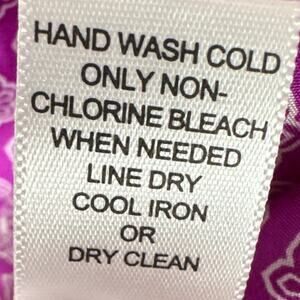 HAND WASH COLD
ONLY NON-
CHLORINE BLEACH
WHEN NEEDED
LINE DRY
COOL IRON
OR
DRY CLEAN